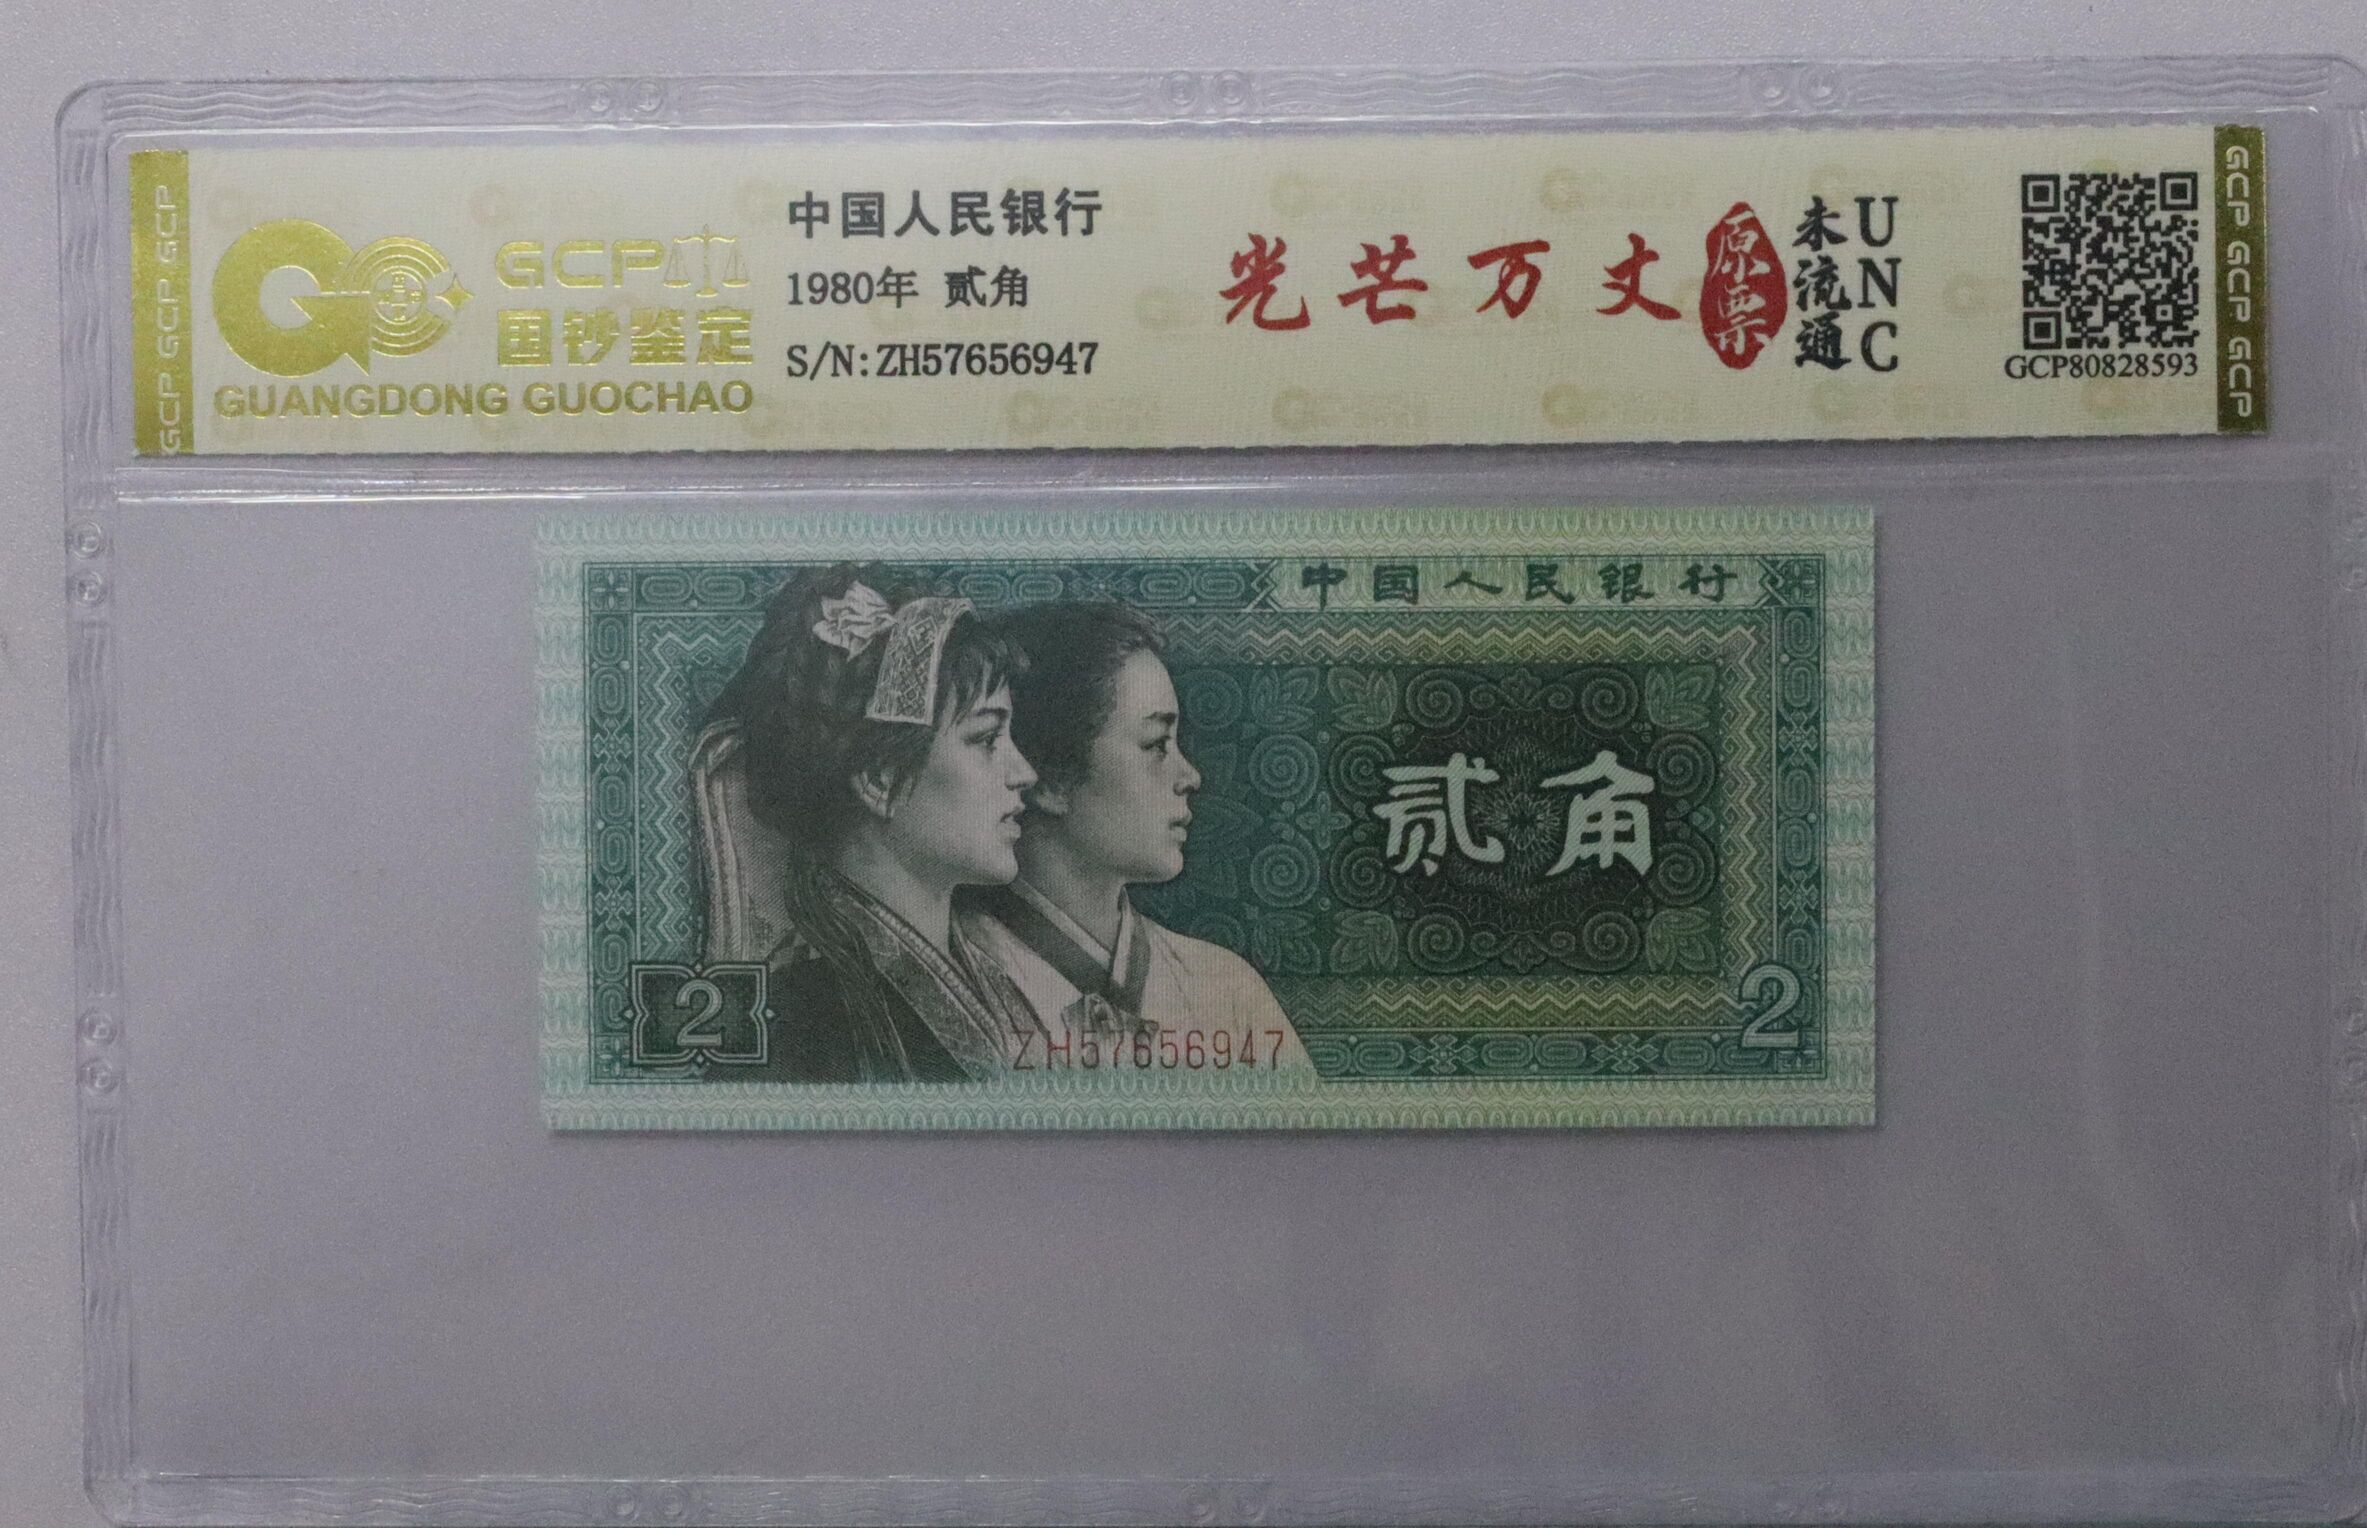 GCP GCP GCP
GCP
国钞鉴定
GUANGDONG GUOCHAO
中国人民银行
1980年 贰角
S/N:ZH57656947
光芒万丈
原票
未流通
UNC
GCP80828593
GCP GCP GCP GCP
中国人民银行
贰角
2
2
ZH57656947